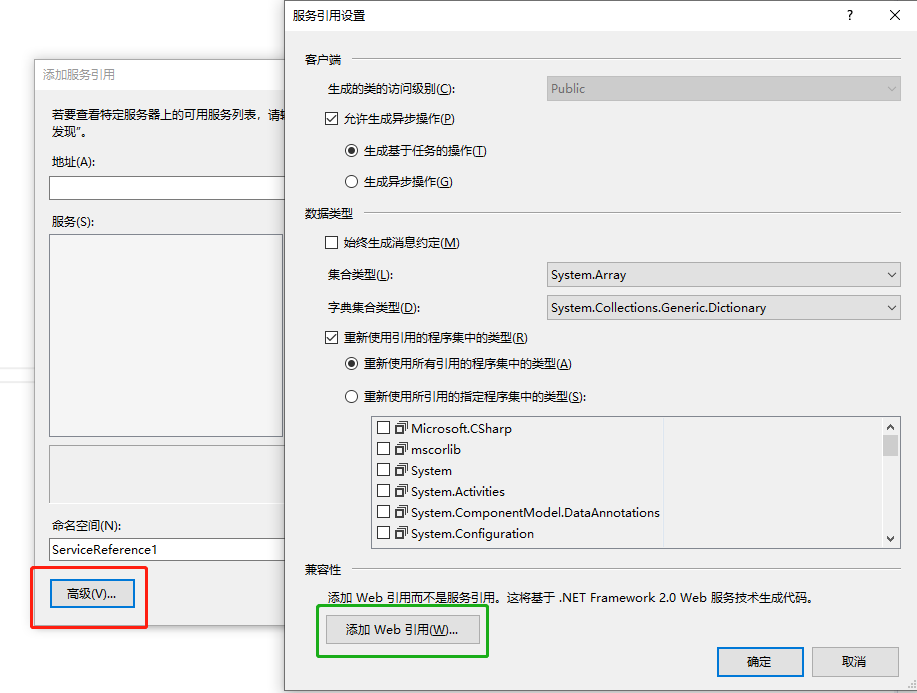 添加服务引用
若要查看特定服务器上的可用服务列表，请
发现”。
地址(A):
服务(S):
命名空间(N):
ServiceReference1
高级(V)...
服务引用设置
?
客户端
生成的类的访问级别(C):
Public
允许生成异步操作(P)
生成基于任务的操作(T)
生成异步操作(G)
数据类型
始终生成消息约定(M)
集合类型(L):
System.Array
字典集合类型(D):
System.Collections.Generic.Dictionary
重新使用引用的程序集中的类型(R)
重新使用所有引用的程序集中的类型(A)
重新使用所引用的指定程序集中的类型(S):
Microsoft.CSharp
mscorlib
System
System.Activities
System.ComponentModel.DataAnnotations
System.Configuration
兼容性
添加 Web 引用而不是服务引用。这将基于 .NET Framework 2.0 Web 服务技术生成代码。
添加 Web 引用(W)...
确定
取消